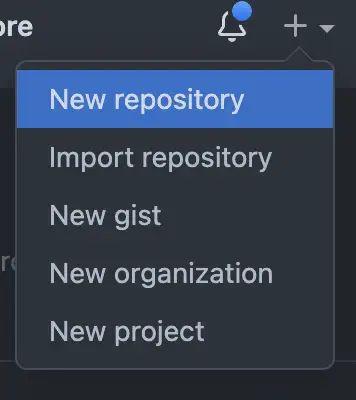 ore
New repository
Import repository
New gist
New organization
New project